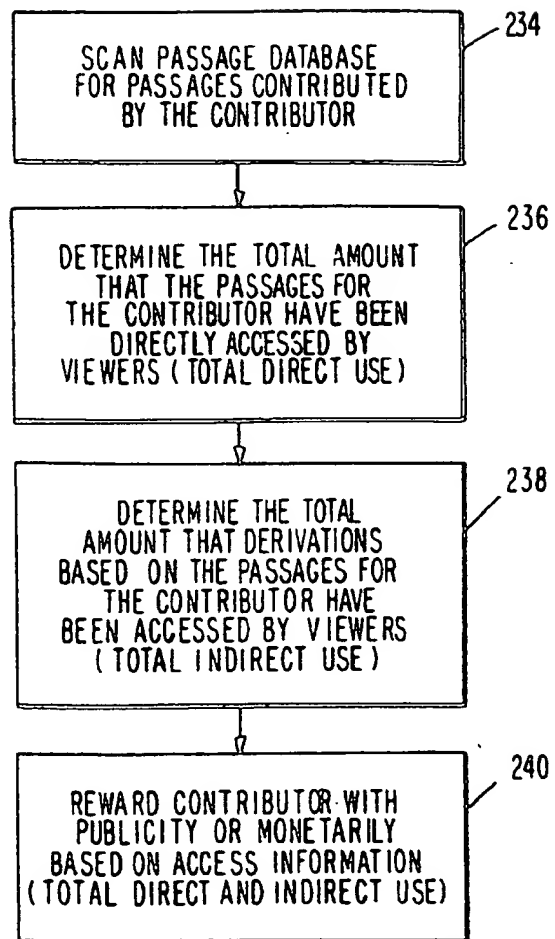 234
SCAN PASSAGE DATABASE
FOR PASSAGES CONTRIBUTED
BY THE CONTRIBUTOR
236
DETERMINE THE TOTAL AMOUNT
THAT THE PASSAGES FOR
THE CONTRIBUTOR HAVE BEEN
DIRECTLY ACCESSED BY
VIEWERS (TOTAL DIRECT USE)
238
DETERMINE THE TOTAL
AMOUNT THAT DERIVATIONS
BASED ON THE PASSAGES FOR
THE CONTRIBUTOR HAVE
BEEN ACCESSED BY VIEWERS
(TOTAL INDIRECT USE)
240
REWARD CONTRIBUTOR WITH
PUBLICITY OR MONETARILY
BASED ON ACCESS INFORMATION
(TOTAL DIRECT AND INDIRECT USE)